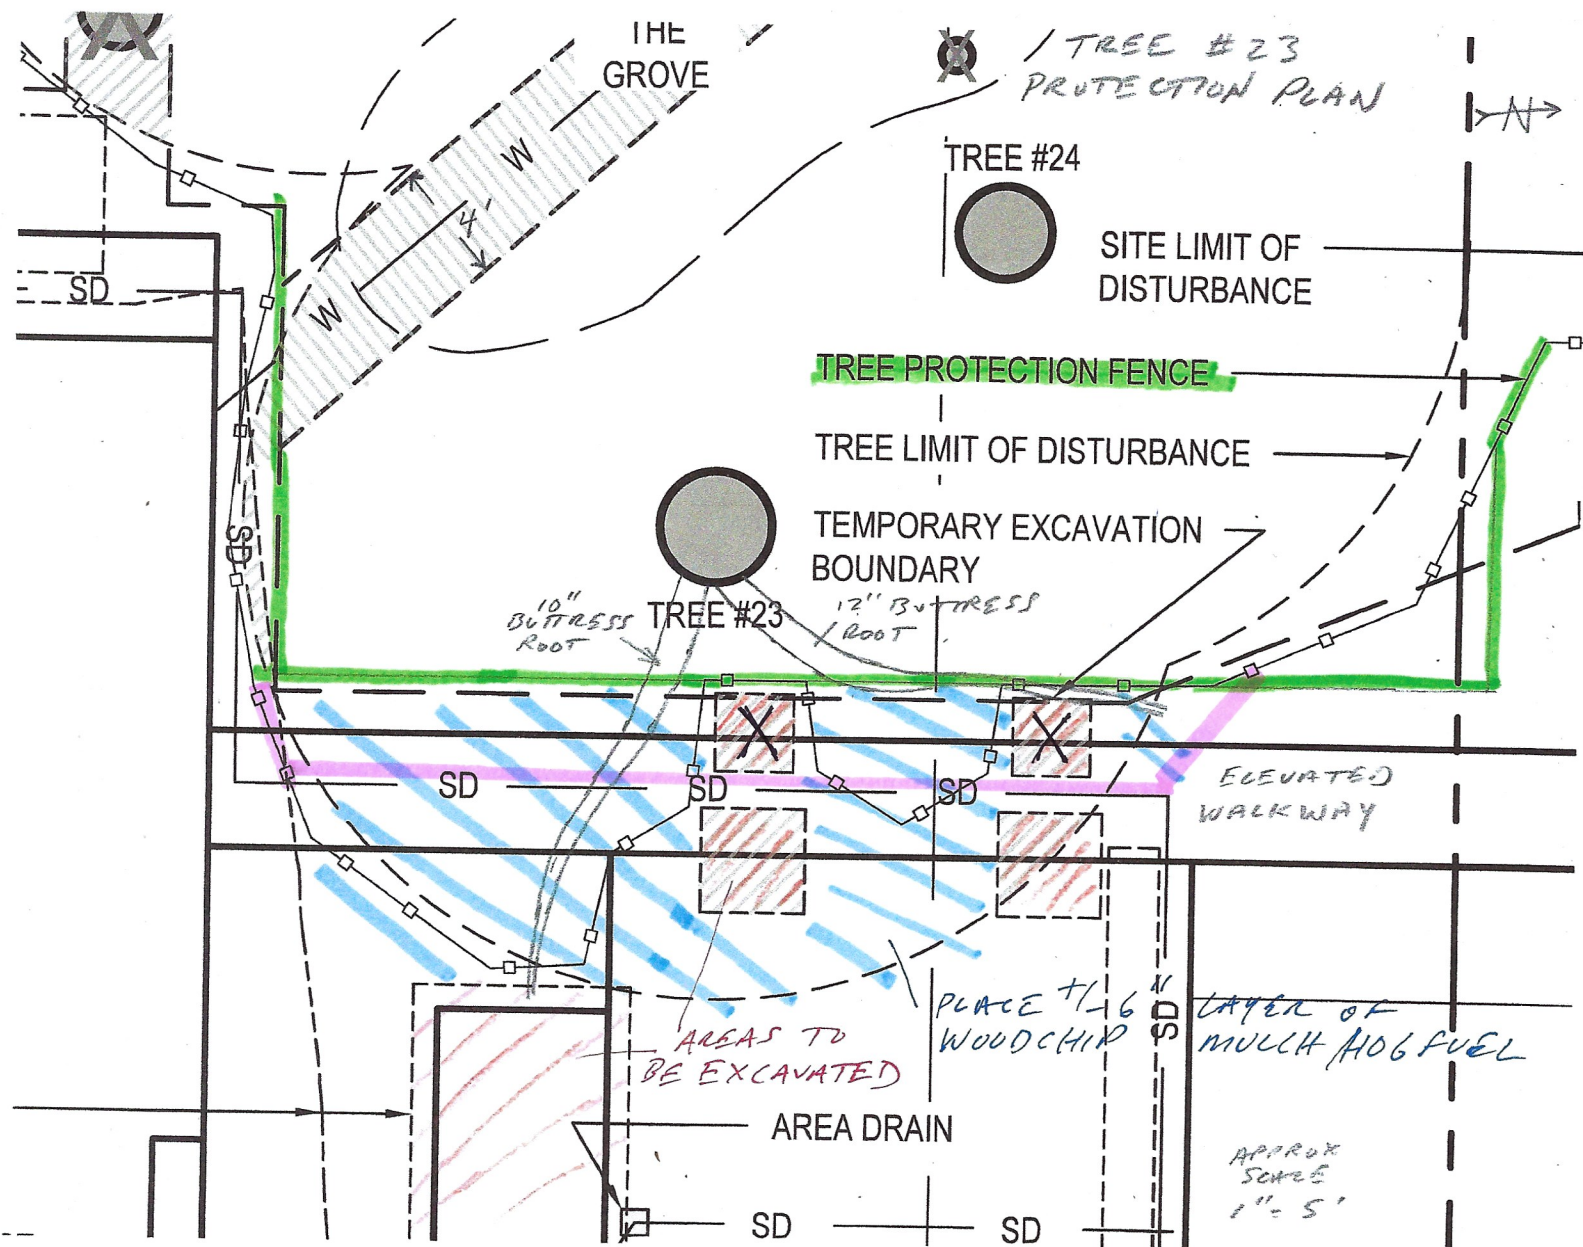 THE
GROVE
TREE #23
PROTECTION PLAN
N
TREE #24
W
4'
SITE LIMIT OF
DISTURBANCE
SD
W
TREE PROTECTION FENCE
TREE LIMIT OF DISTURBANCE
SD
TEMPORARY EXCAVATION
BOUNDARY
10"
BUTTRESS
ROOT
TREE #23
12" BUTTRESS
ROOT
X
X
SD
SD
SD
ELEVATED
WALKWAY
PLACE +/- 6" LAYER OF
WOODCHIP MULCH/HOGFUEL
SD
AREAS TO
BE EXCAVATED
AREA DRAIN
APPROX
SCALE
1" = 5'
SD
SD